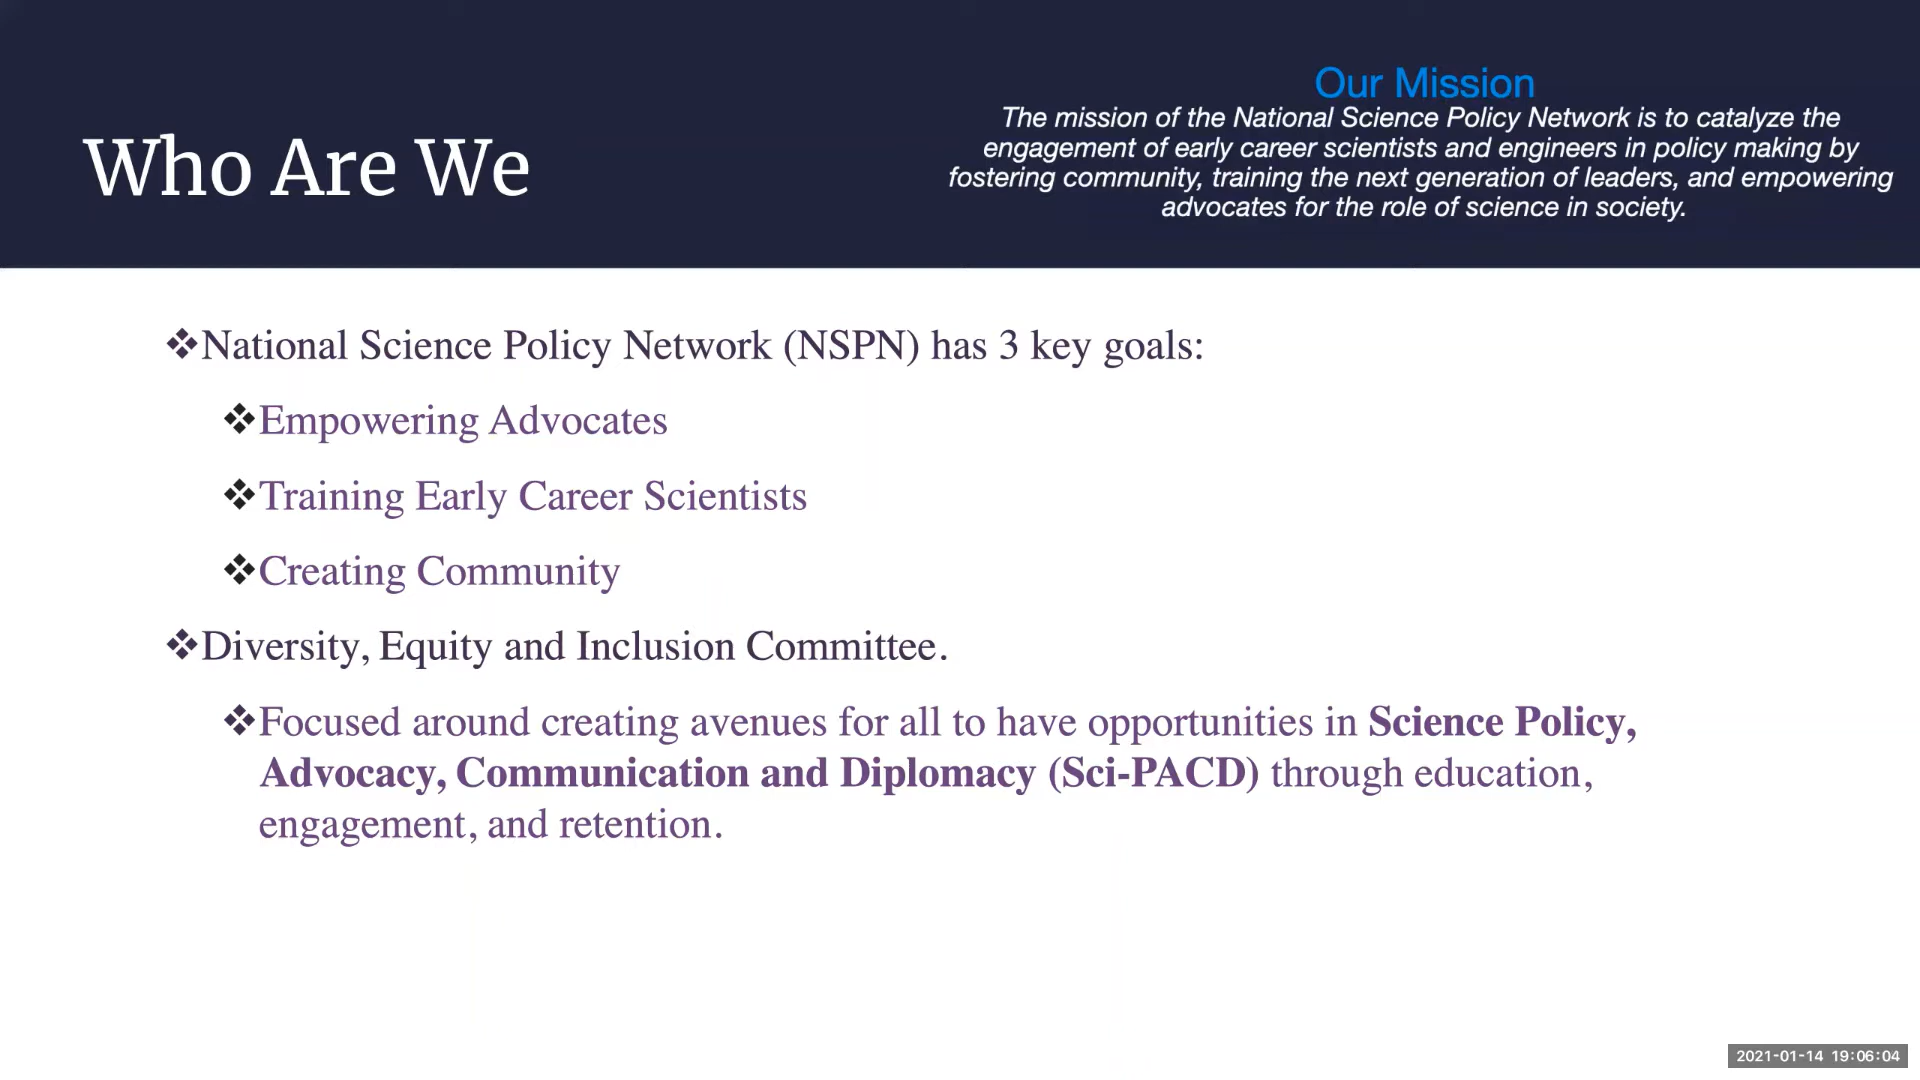 Our Mission
The mission of the National Science Policy Network is to catalyze the
engagement of early career scientists and engineers in policy making by
fostering community, training the next generation of leaders, and empowering
advocates for the role of science in society.
Who Are We
❖National Science Policy Network (NSPN) has 3 key goals:
❖Empowering Advocates
❖Training Early Career Scientists
❖Creating Community
❖Diversity, Equity and Inclusion Committee.
❖Focused around creating avenues for all to have opportunities in Science Policy,
Advocacy, Communication and Diplomacy (Sci-PACD) through education,
engagement, and retention.
2021-01-14 19:06:04